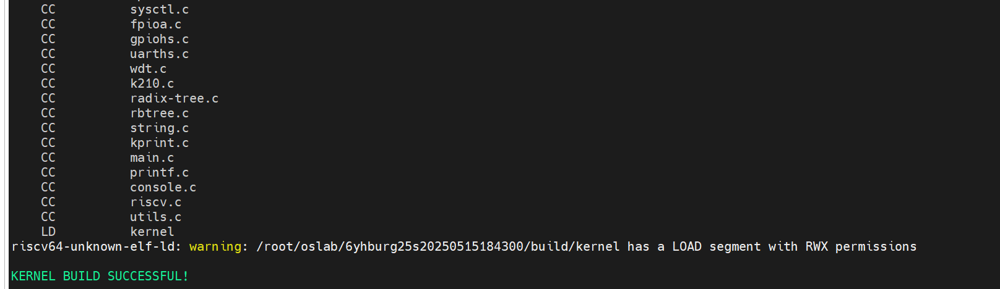 CC sysctl.c
CC fpioa.c
CC gpiohs.c
CC uarths.c
CC wdt.c
CC k210.c
CC radix-tree.c
CC rbtree.c
CC string.c
CC kprint.c
CC main.c
CC printf.c
CC console.c
CC riscv.c
CC utils.c
LD kernel
riscv64-unknown-elf-ld: warning: /root/oslab/6yhburg25s20250515184300/build/kernel has a LOAD segment with RWX permissions
KERNEL BUILD SUCCESSFUL!